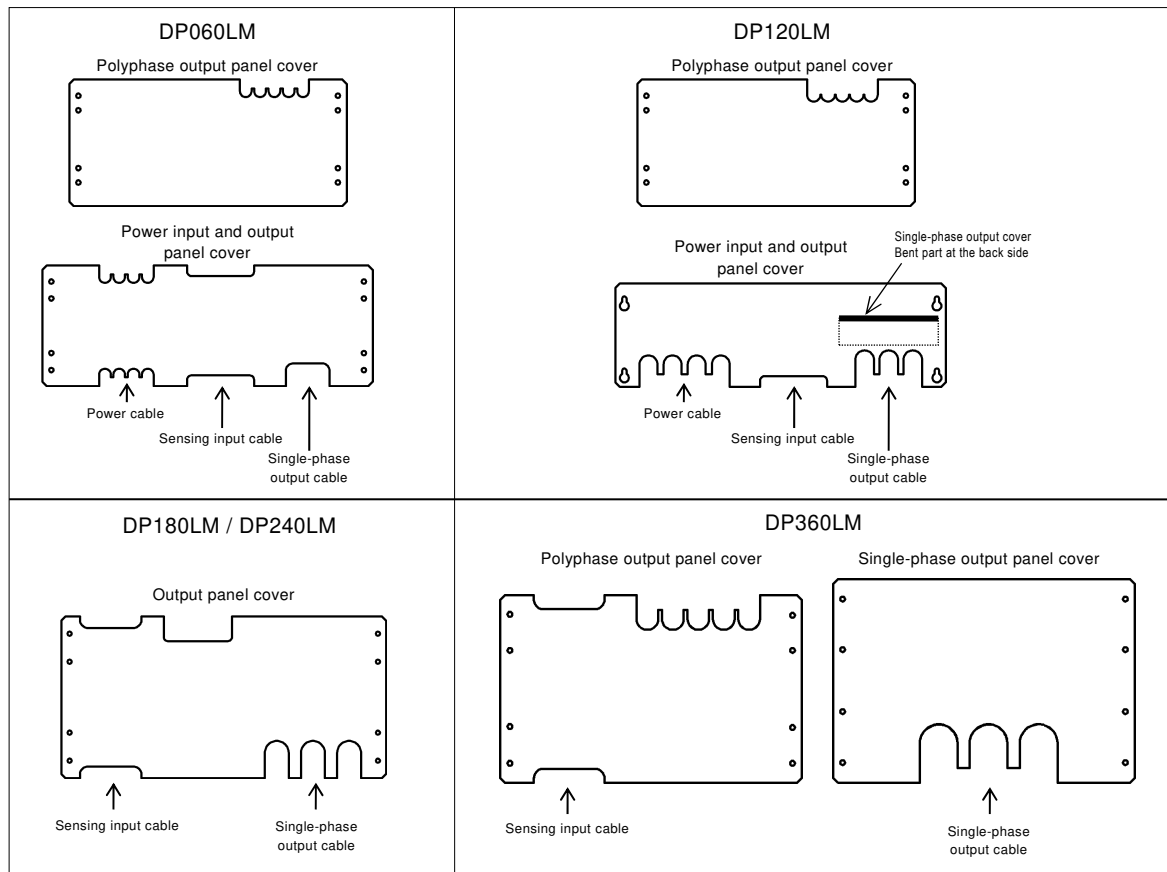 DP060LM
Polyphase output panel cover
Power input and output
panel cover
Power cable
Sensing input cable
Single-phase
output cable
DP120LM
Polyphase output panel cover
Power input and output
panel cover
Single-phase output cover
Bent part at the back side
Power cable
Sensing input cable
Single-phase
output cable
DP180LM / DP240LM
Output panel cover
Sensing input cable
Single-phase
output cable
DP360LM
Polyphase output panel cover
Single-phase output panel cover
Sensing input cable
Single-phase
output cable